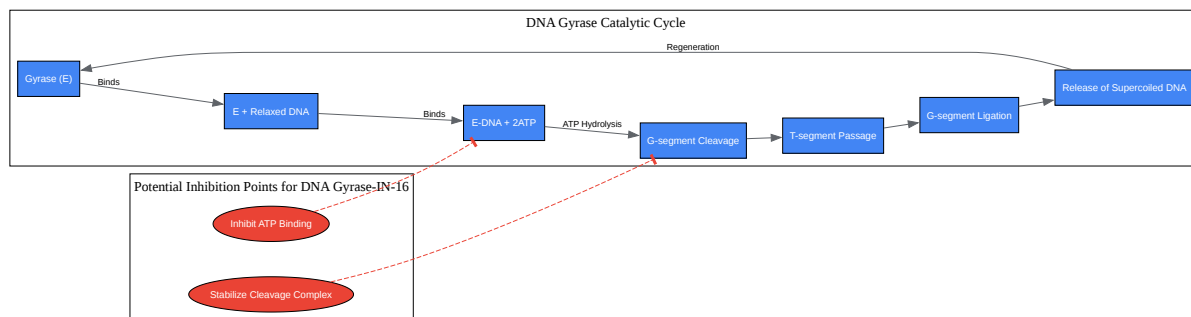 DNA Gyrase Catalytic Cycle
Regeneration
Gyrase (E)
Binds
E + Relaxed DNA
Binds
E-DNA + 2ATP
ATP Hydrolysis
G-segment Cleavage
T-segment Passage
G-segment Ligation
Release of Supercoiled DNA
Potential Inhibition Points for DNA Gyrase-IN-16
Inhibit ATP Binding
Stabilize Cleavage Complex